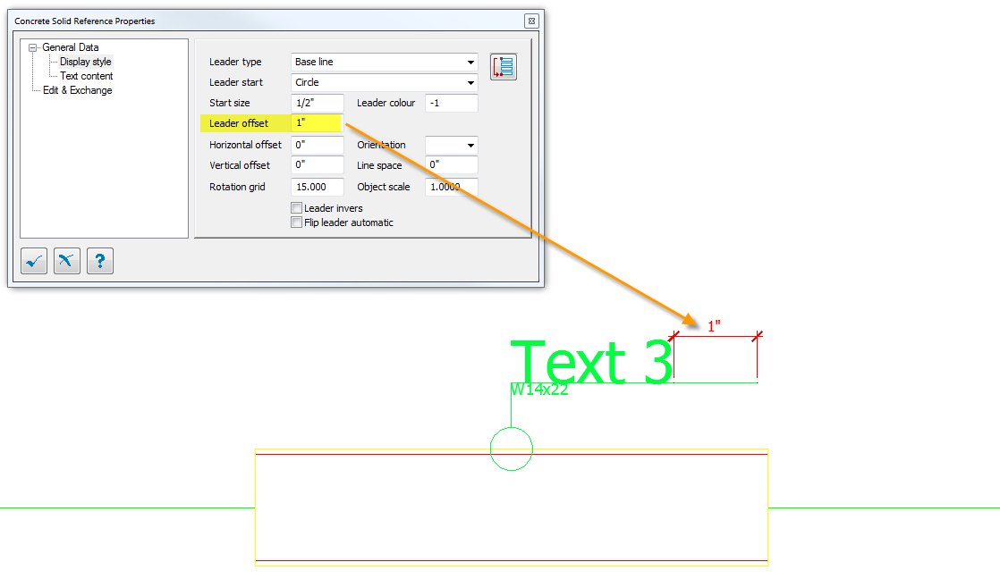 Concrete Solid Reference Properties
General Data
Display style
Text content
Edit & Exchange
Leader type Base line
Leader start Circle
Start size 1/2" Leader colour -1
Leader offset 1"
Horizontal offset 0" Orientation
Vertical offset 0" Line space 0"
Rotation grid 15.000 Object scale 1.0000
Leader invers
Flip leader automatic
?
1"
Text 3
W14x22